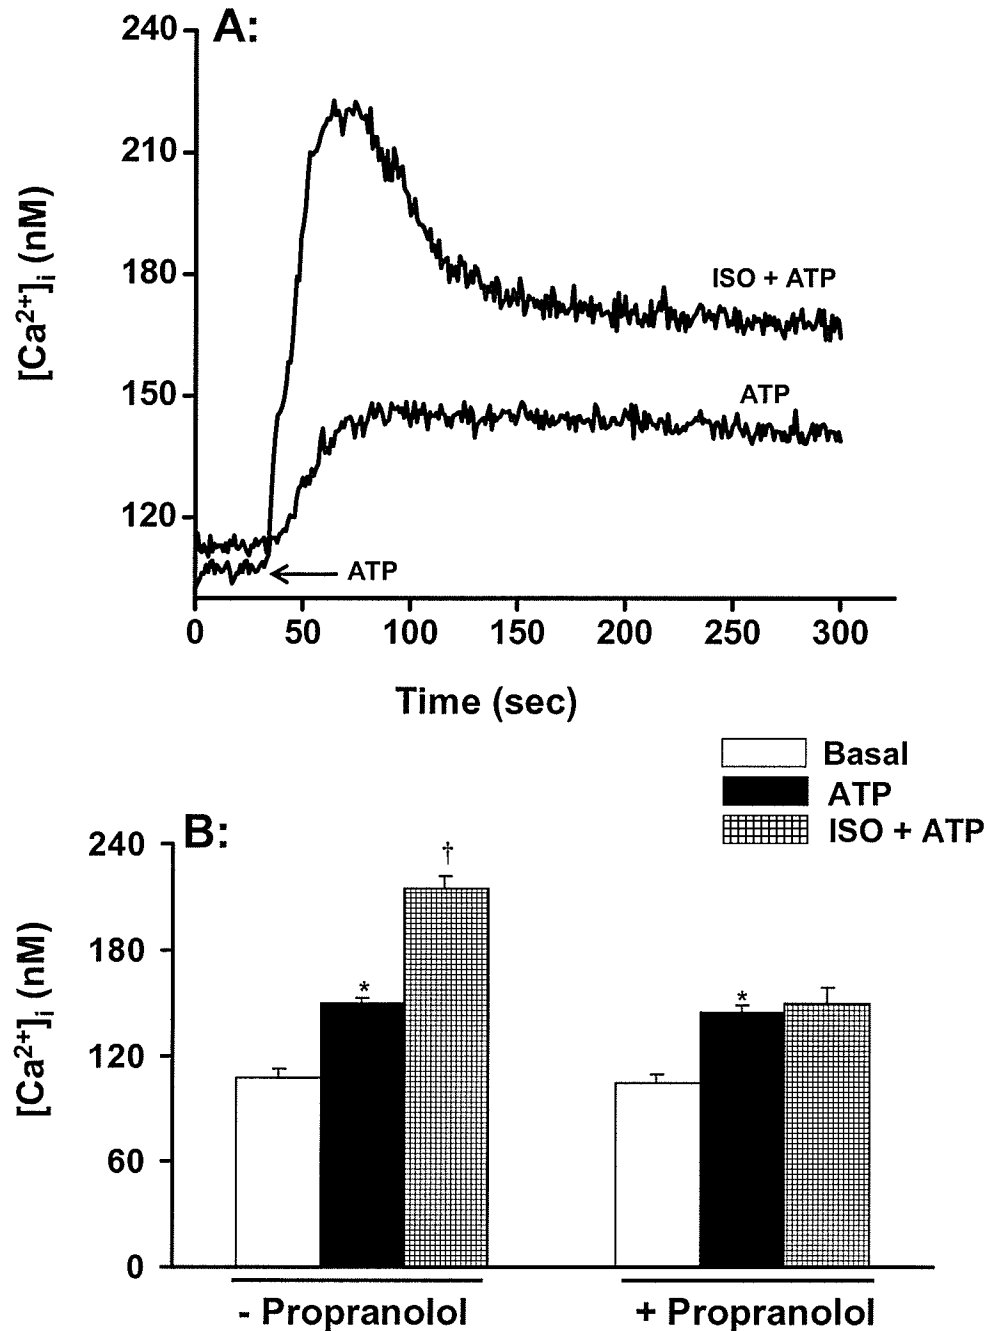 A:
240
210
180
150
120
[Ca²⁺]ᵢ (nM)
ISO + ATP
ATP
ATP
0 50 100 150 200 250 300
Time (sec)
Basal
ATP
ISO + ATP
B:
240
180
120
60
0
[Ca²⁺]ᵢ (nM)
*
†
*
- Propranolol
+ Propranolol